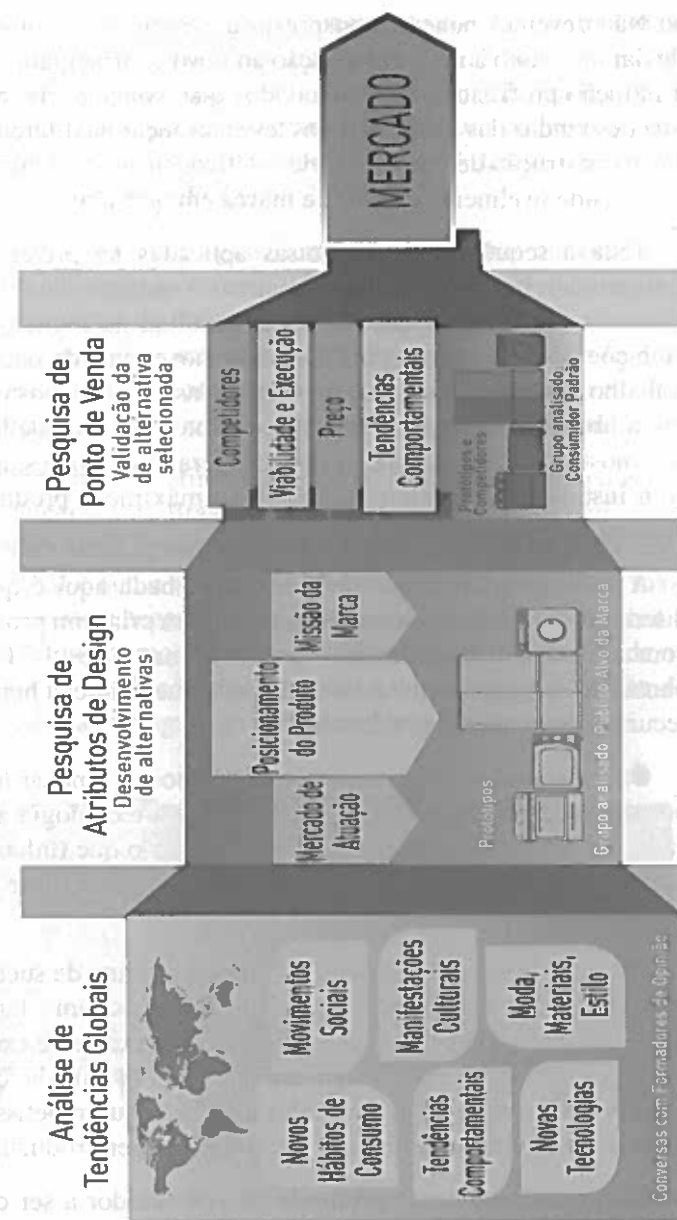 Análise de
Tendências Globais
Novos
Hábitos de
Consumo
Movimentos
Sociais
Tendências
Comportamentais
Manifestações
Culturais
Novas
Tecnologias
Moda,
Materiais,
Estilo
Conversas com Formadores de Opinião
Pesquisa de
Atributos de Design
Desenvolvimento
de alternativas
Mercado de
Atuação
Posicionamento
do Produto
Missão da
Marca
Protótipos
Grupo analisado Público Alvo da Marca
Pesquisa de
Ponto de Venda
Validação da
de alternativa
selecionada
Competidores
Viabilidade e Execução
Preço
Tendências
Comportamentais
Protótipos e
Competidores
Grupo analisado
Consumidor Padrão
MERCADO